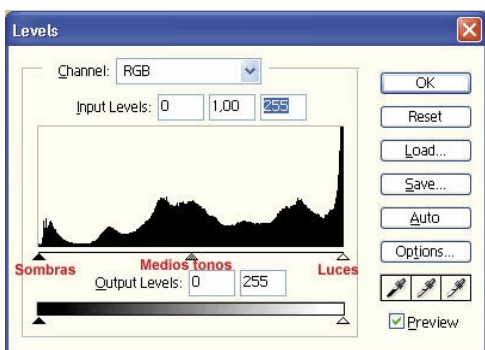 Levels
Channel: RGB
OK
Input Levels: 0 1,00 255
Reset
Load...
Save...
Auto
Options...
Sombras Medios tonos Luces
Output Levels: 0 255
Preview